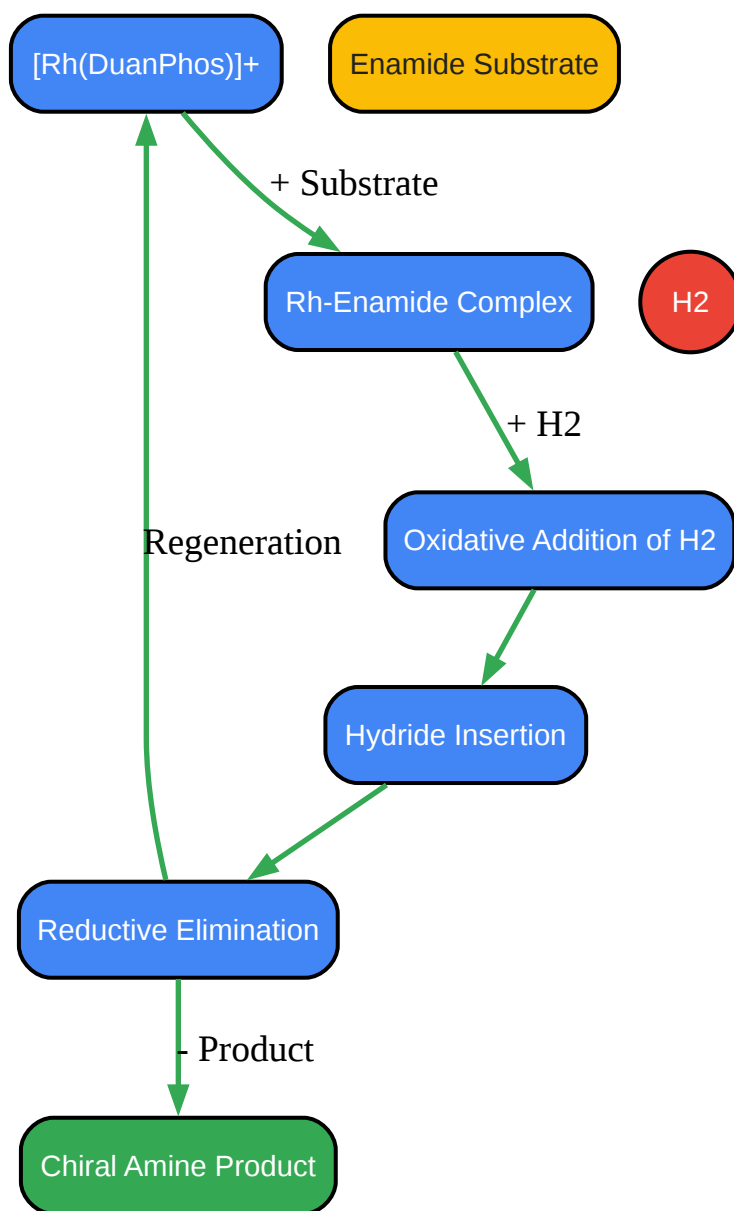 [Rh(DuanPhos)]+
Enamide Substrate
+ Substrate
Rh-Enamide Complex
H2
+ H2
Oxidative Addition of H2
Regeneration
Hydride Insertion
Reductive Elimination
- Product
Chiral Amine Product